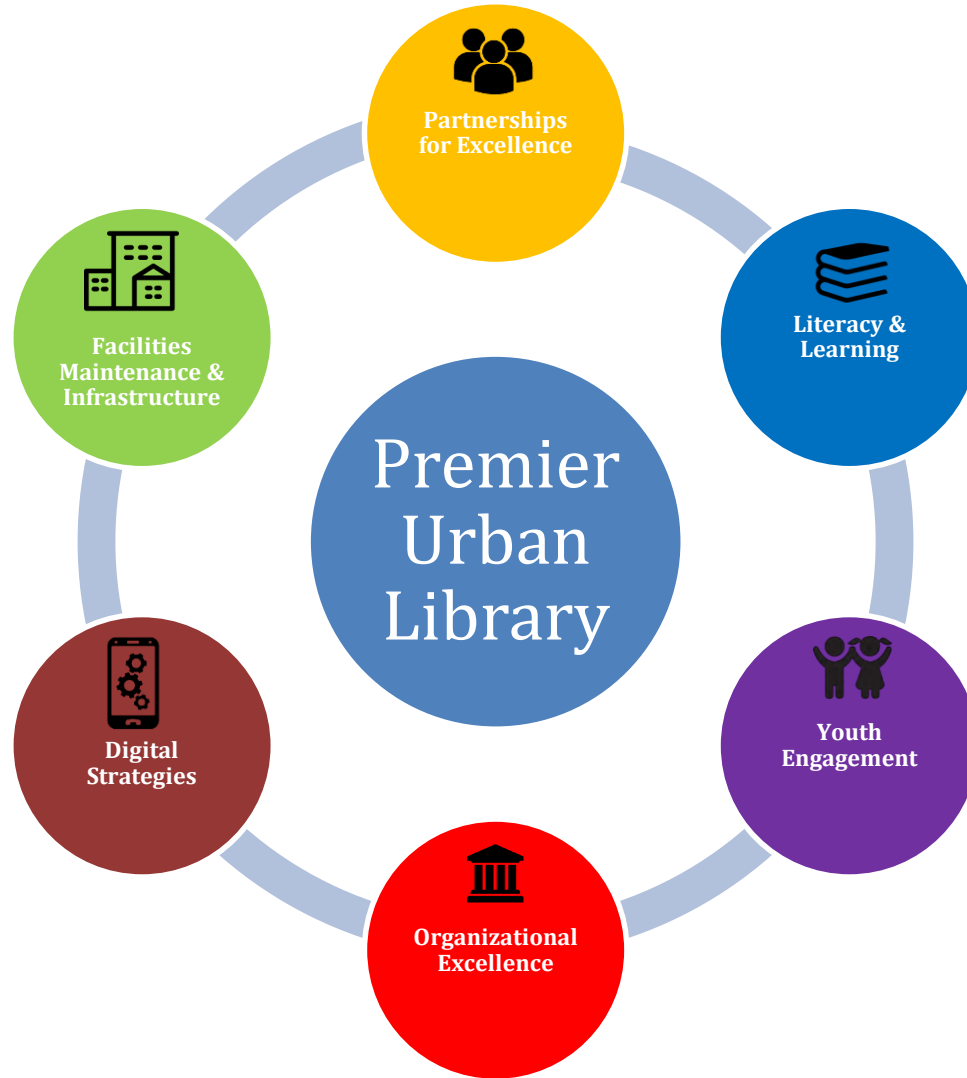 Partnerships
for Excellence
Literacy &
Learning
Facilities
Maintenance &
Infrastructure
Premier
Urban
Library
Youth
Engagement
Digital
Strategies
Organizational
Excellence